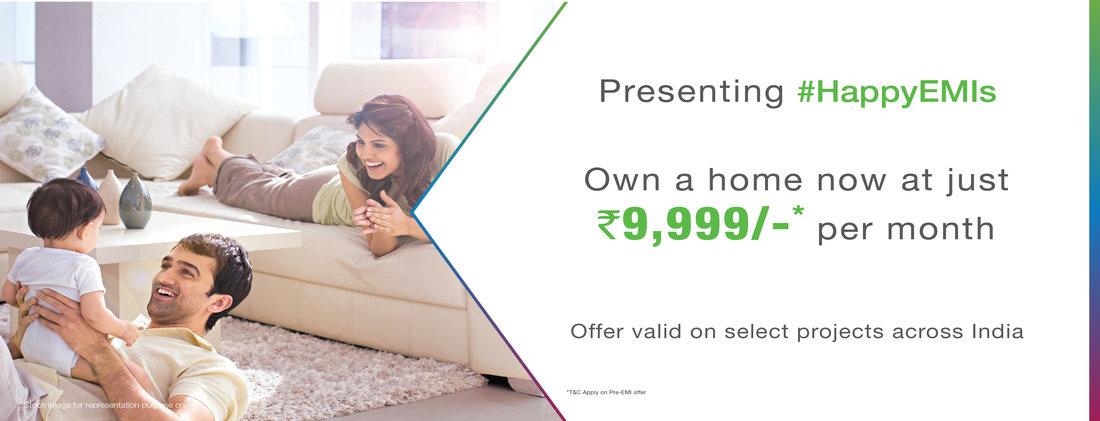 Presenting #HappyEMIs
Own a home now at just
₹9,999/-* per month
Offer valid on select projects across India
*T&C Apply on Pre-EMI offer
Stock image for representation purpose only